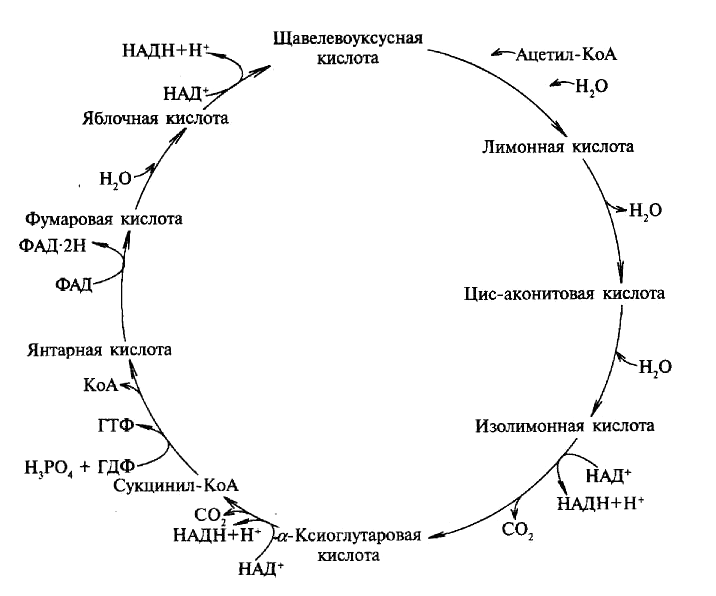 Щавелевоуксусная
кислота
Ацетил-КоА
H₂O
Лимонная кислота
H₂O
Цис-аконитовая кислота
H₂O
Изолимонная кислота
НАД⁺
НАДН+Н⁺
CO₂
α-Ксиоглутаровая
кислота
НАД⁺
НАДН+Н⁺
CO₂
Сукцинил-КоА
H₃PO₄ + ГДФ
ГТФ
КоА
Янтарная кислота
ФАД
ФАД·2Н
Фумаровая кислота
H₂O
Яблочная кислота
НАД⁺
НАДН+Н⁺